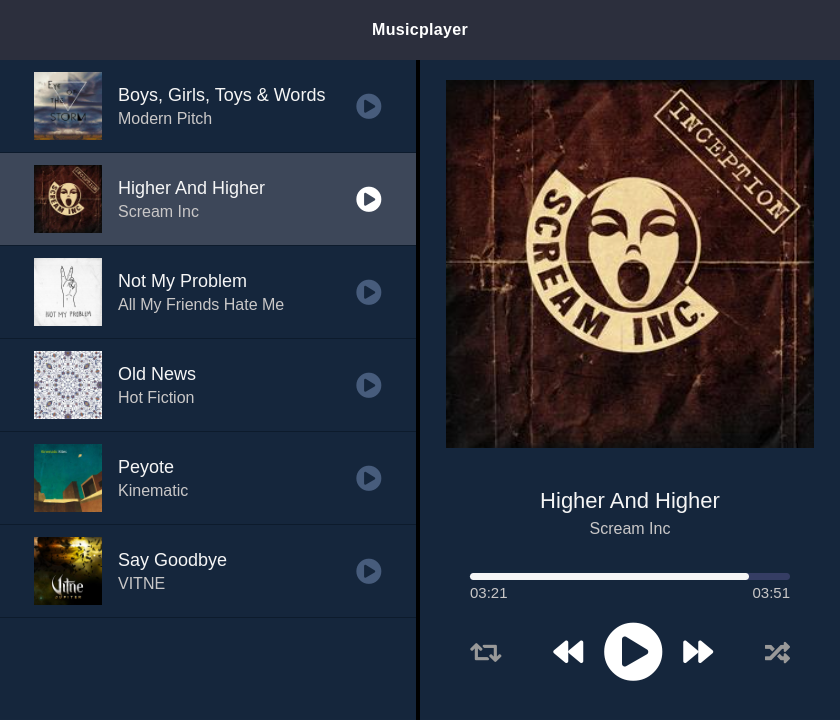 Musicplayer
Boys, Girls, Toys & Words
Modern Pitch
Higher And Higher
Scream Inc
NOT MY PROBLEM
Not My Problem
All My Friends Hate Me
Old News
Hot Fiction
Peyote
Kinematic
Vitne
Say Goodbye
VITNE
INCEPTION
SCREAM INC.
Higher And Higher
Scream Inc
03:21
03:51